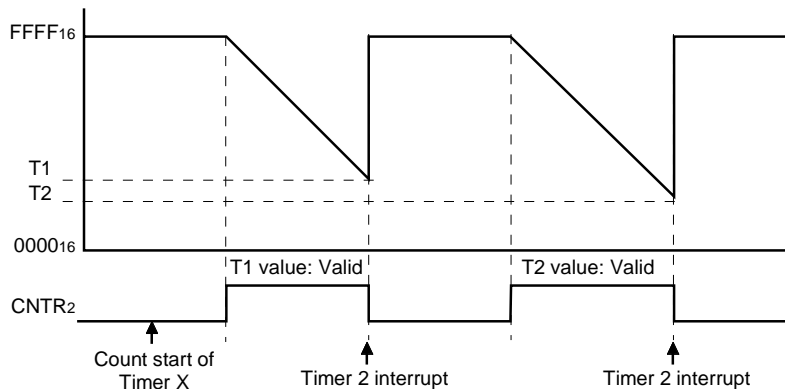 FFFF16
T1
T2
000016
T1 value: Valid
T2 value: Valid
CNTR2
Count start of
Timer X
Timer 2 interrupt
Timer 2 interrupt